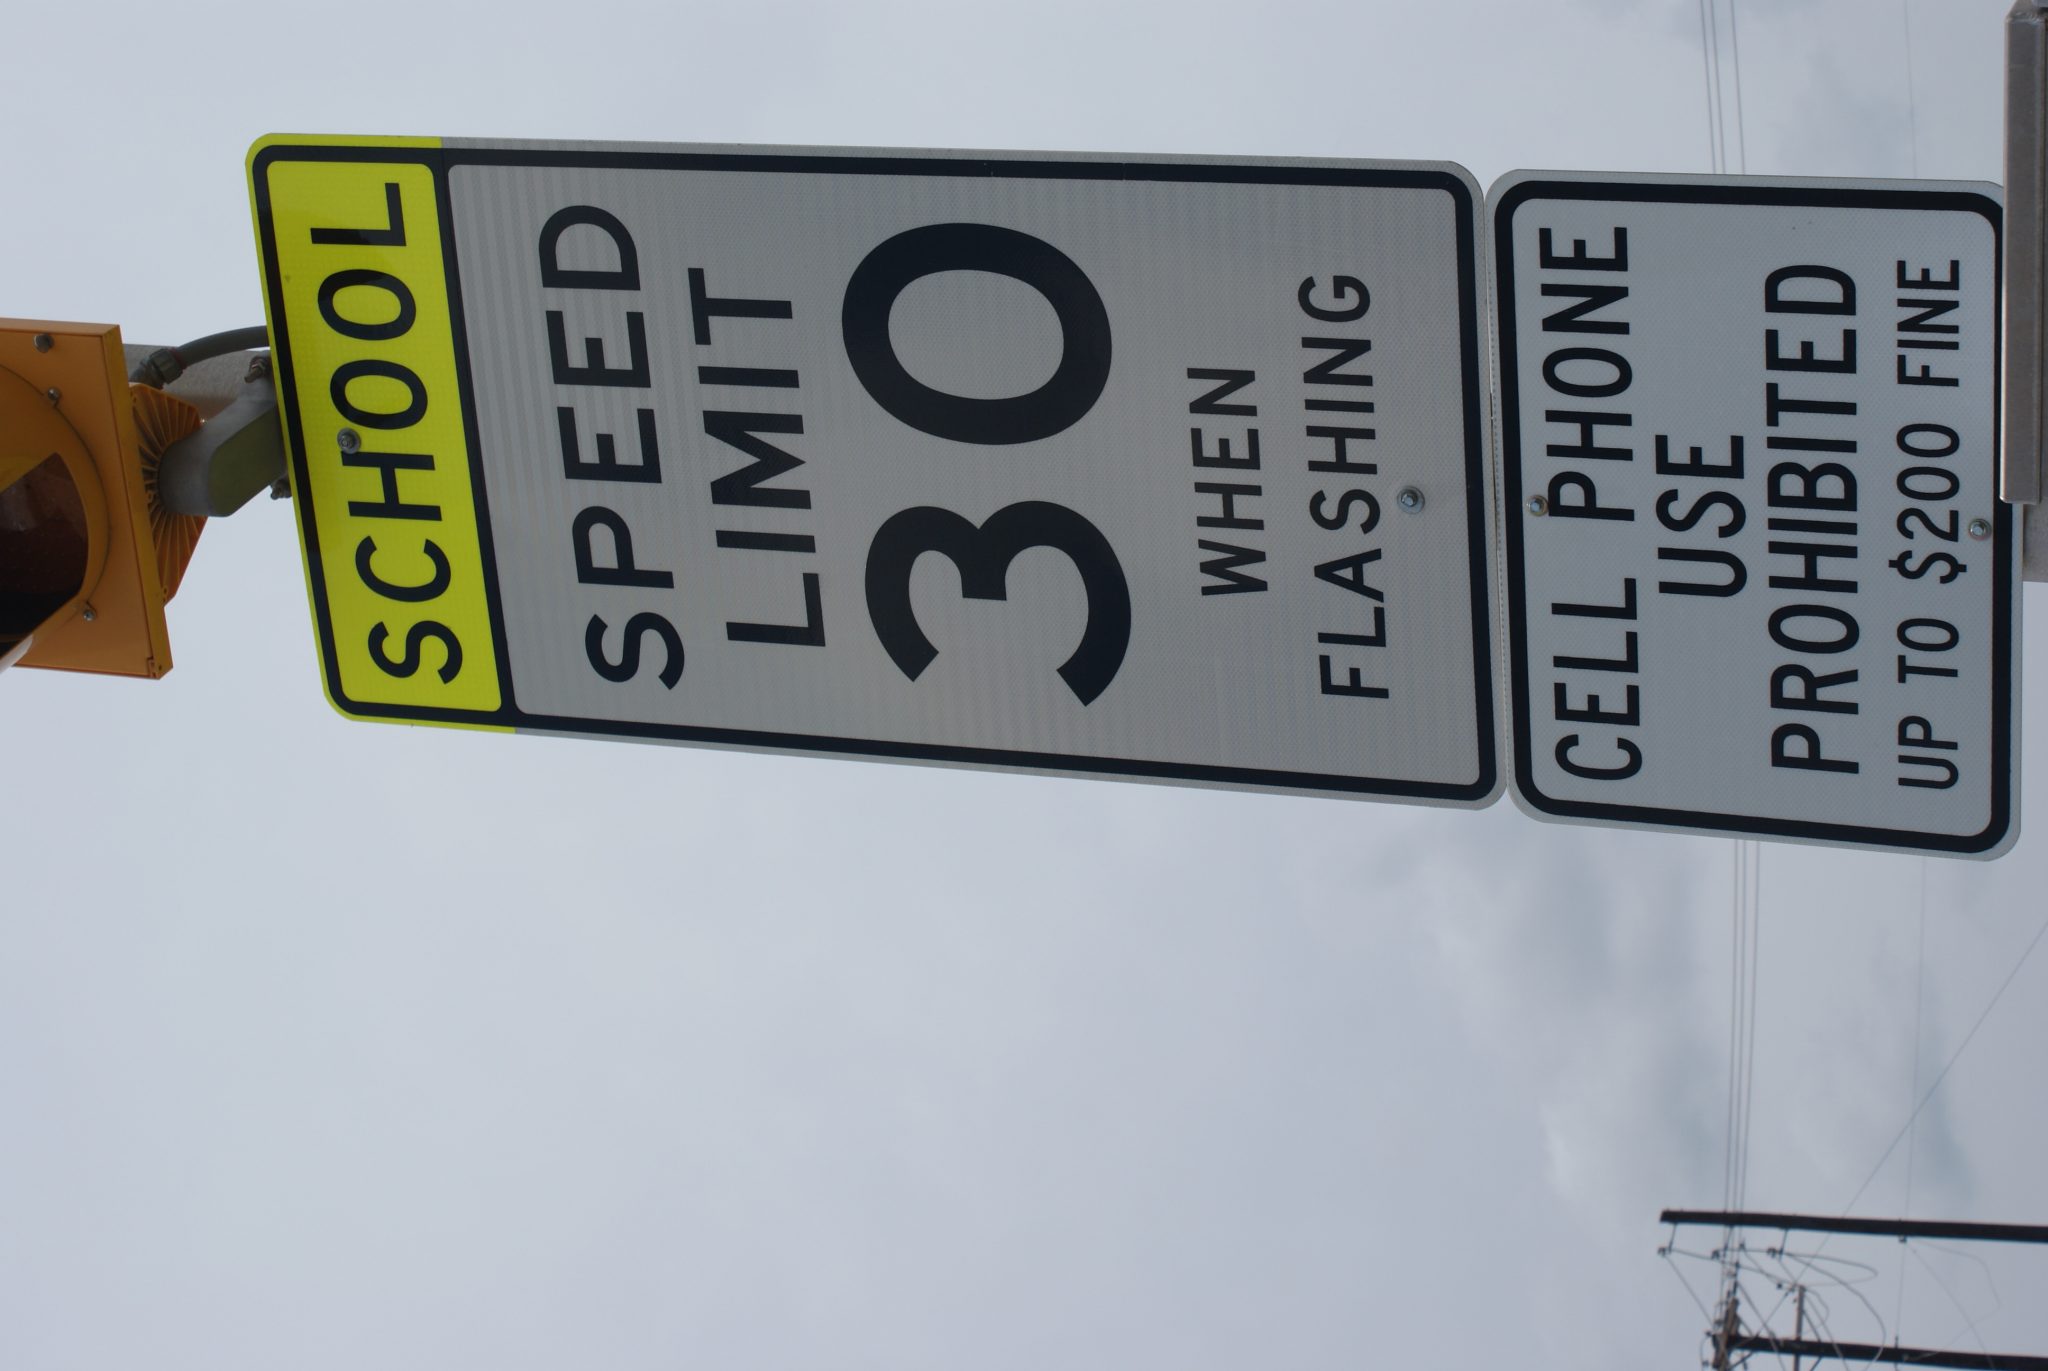 SCHOOL
SPEED
LIMIT
30
WHEN
FLASHING
CELL PHONE
USE
PROHIBITED
UP TO $200 FINE